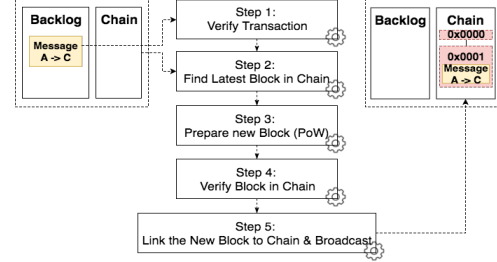 Backlog
Chain
Message
A -> C
Step 1:
Verify Transaction
Step 2:
Find Latest Block in Chain
Step 3:
Prepare new Block (PoW)
Step 4:
Verify Block in Chain
Step 5:
Link the New Block to Chain & Broadcast
Backlog
Chain
0x0000
0x0001
Message
A -> C